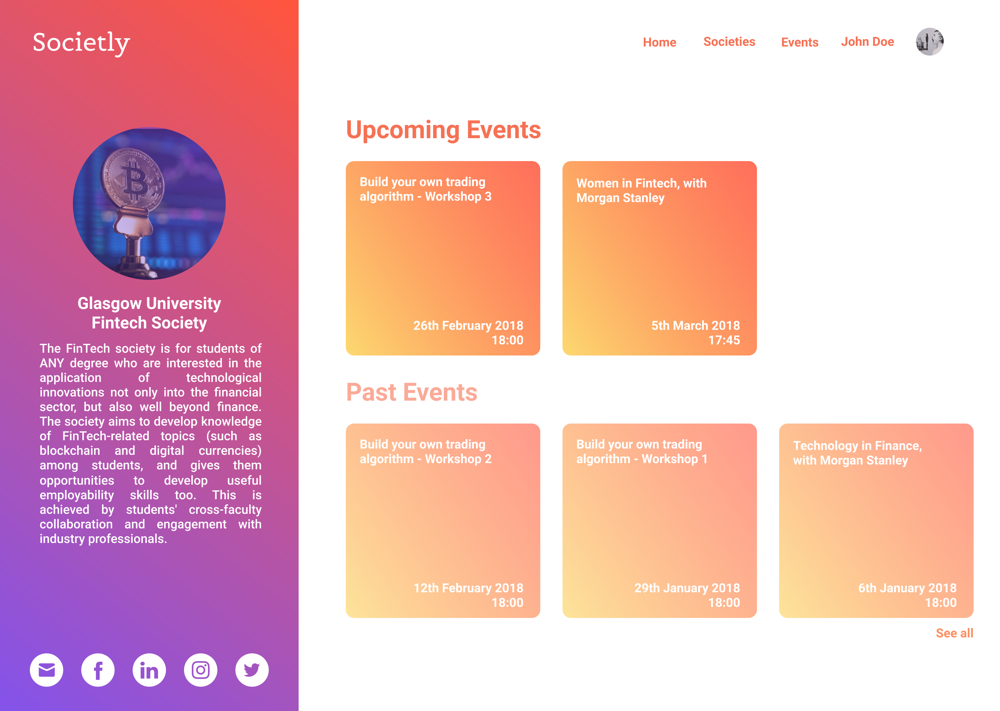 Societly
Home
Societies
Events
John Doe
Glasgow University
Fintech Society
The FinTech society is for students of
ANY degree who are interested in the
application of technological
innovations not only into the financial
sector, but also well beyond finance.
The society aims to develop knowledge
of FinTech-related topics (such as
blockchain and digital currencies)
among students, and gives them
opportunities to develop useful
employability skills too. This is
achieved by students' cross-faculty
collaboration and engagement with
industry professionals.
Upcoming Events
Build your own trading
algorithm - Workshop 3
26th February 2018
18:00
Women in Fintech, with
Morgan Stanley
5th March 2018
17:45
Past Events
Build your own trading
algorithm - Workshop 2
12th February 2018
18:00
Build your own trading
algorithm - Workshop 1
29th January 2018
18:00
Technology in Finance,
with Morgan Stanley
6th January 2018
18:00
See all